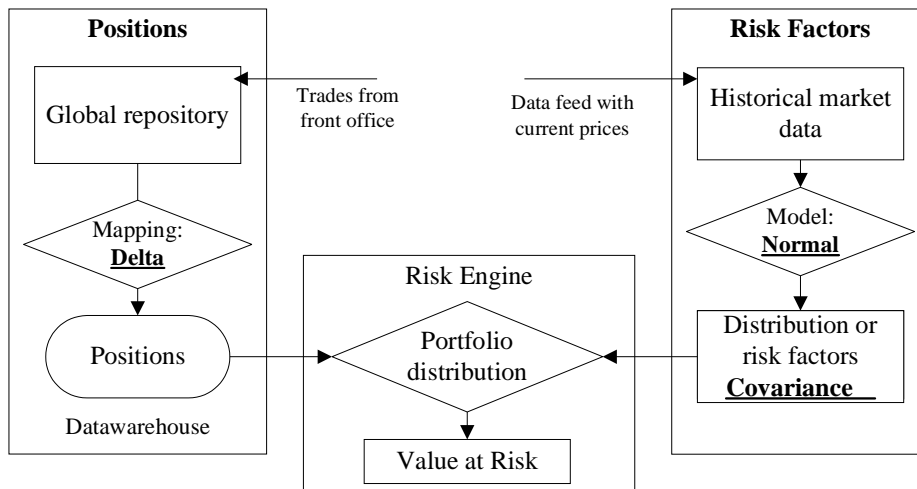 Positions
Global repository
Trades from
front office
Mapping:
Delta
Positions
Datawarehouse
Data feed with
current prices
Risk Engine
Portfolio
distribution
Value at Risk
Risk Factors
Historical market
data
Model:
Normal
Distribution or
risk factors
Covariance